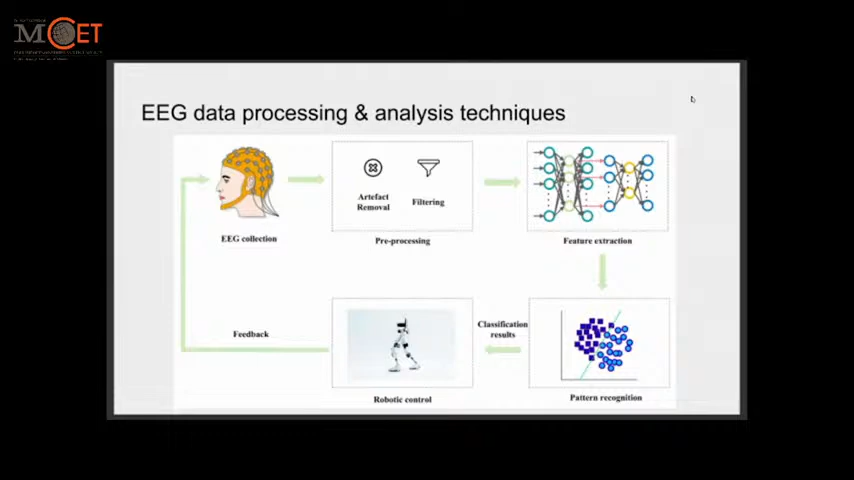 MCET
EEG data processing & analysis techniques
Artefact
Removal
Filtering
EEG collection
Pre-processing
Feature extraction
Feedback
Classification
results
Robotic control
Pattern recognition